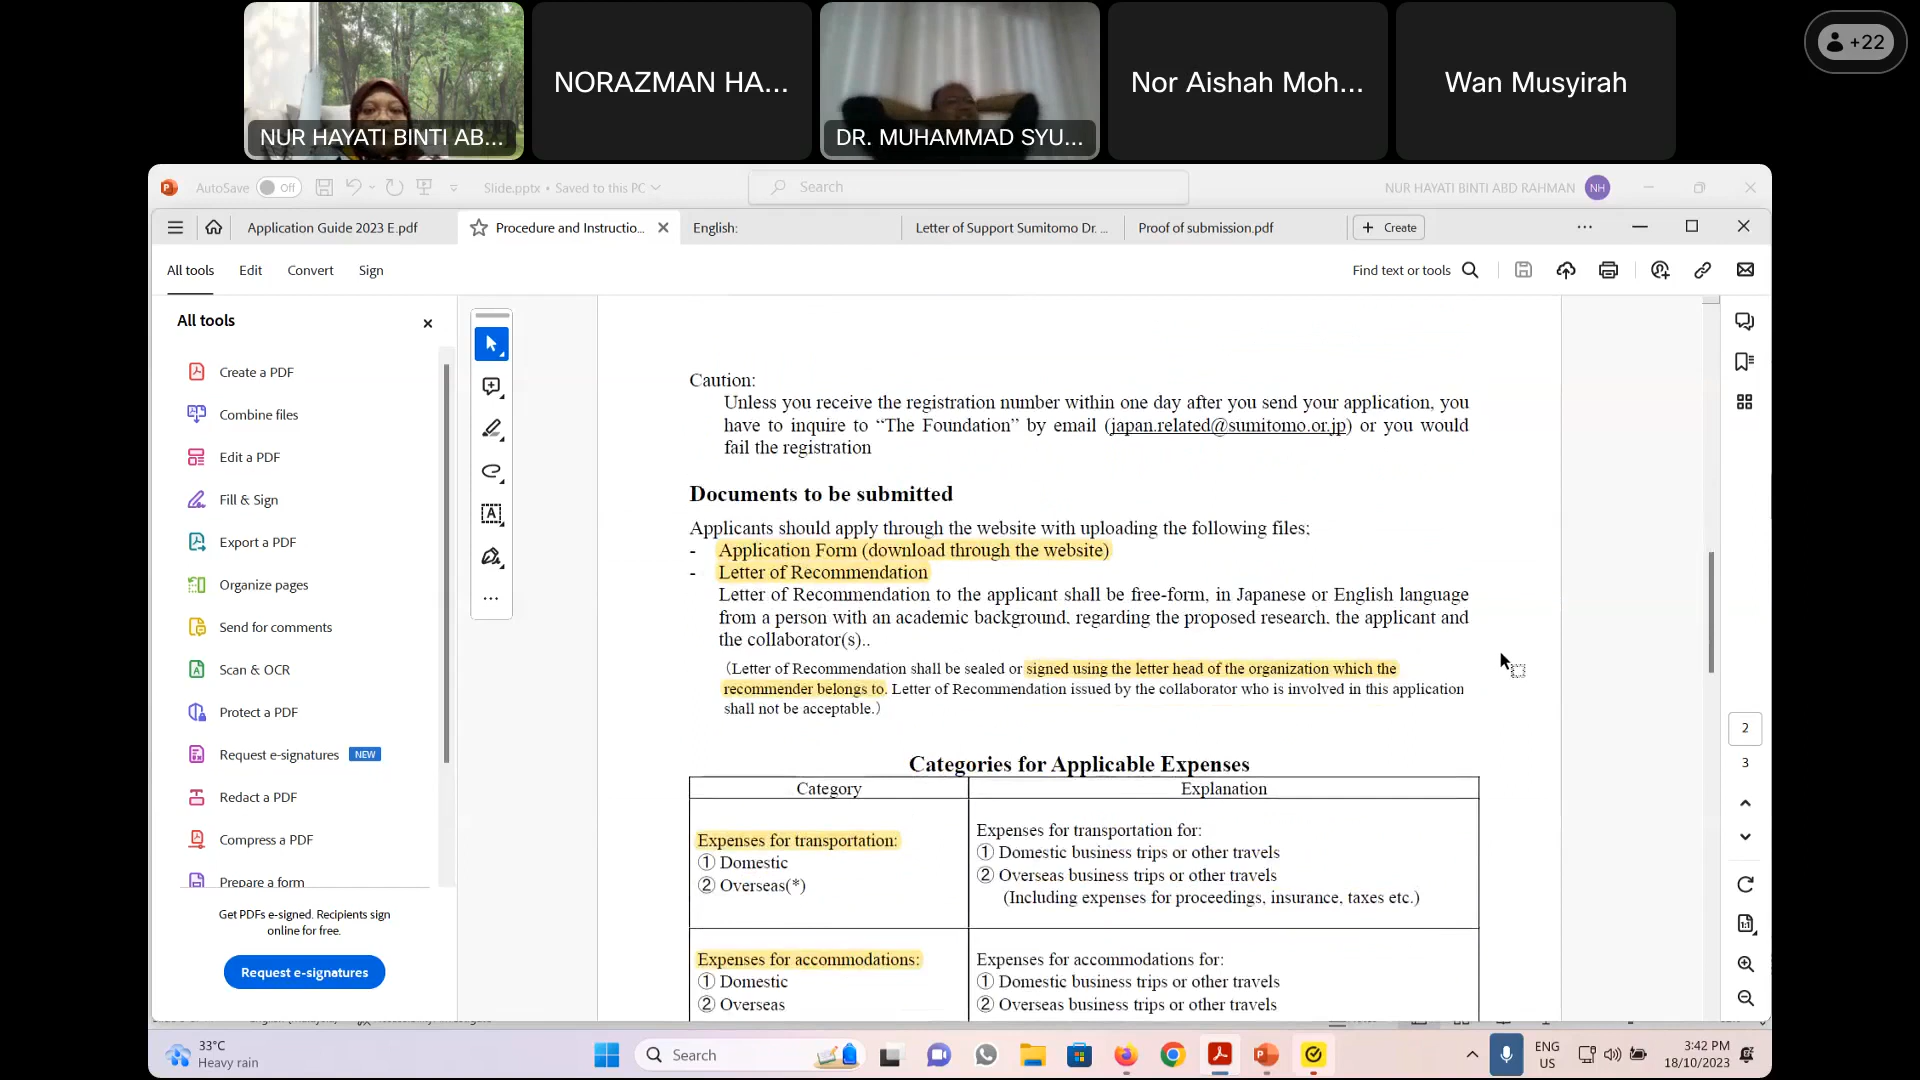 NUR HAYATI BINTI AB...
NORAZMAN HA...
DR. MUHAMMAD SYU...
Nor Aishah Moh...
Wan Musyirah
+22
AutoSave Off
Slide.pptx • Saved to this PC
Search
NUR HAYATI BINTI ABD RAHMAN NH
Application Guide 2023 E.pdf
Procedure and Instructio...
English:
Letter of Support Sumitomo Dr. ...
Proof of submission.pdf
+ Create
All tools Edit Convert Sign
Find text or tools
All tools
Create a PDF
Combine files
Edit a PDF
Fill & Sign
Export a PDF
Organize pages
Send for comments
Scan & OCR
Protect a PDF
Request e-signatures NEW
Redact a PDF
Compress a PDF
Prepare a form
Get PDFs e-signed. Recipients sign
online for free.
Request e-signatures
Caution:
Unless you receive the registration number within one day after you send your application, you
have to inquire to “The Foundation” by email (japan.related@sumitomo.or.jp) or you would
fail the registration
Documents to be submitted
Applicants should apply through the website with uploading the following files;
- Application Form (download through the website)
- Letter of Recommendation
Letter of Recommendation to the applicant shall be free-form, in Japanese or English language
from a person with an academic background, regarding the proposed research, the applicant and
the collaborator(s)..
（Letter of Recommendation shall be sealed or signed using the letter head of the organization which the
recommender belongs to. Letter of Recommendation issued by the collaborator who is involved in this application
shall not be acceptable.）
Categories for Applicable Expenses
Category Explanation
Expenses for transportation:
① Domestic
② Overseas(*)
Expenses for transportation for:
① Domestic business trips or other travels
② Overseas business trips or other travels
(Including expenses for proceedings, insurance, taxes etc.)
Expenses for accommodations:
① Domestic
② Overseas
Expenses for accommodations for:
① Domestic business trips or other travels
② Overseas business trips or other travels
2
3
33°C
Heavy rain
Search
ENG
US
3:42 PM
18/10/2023